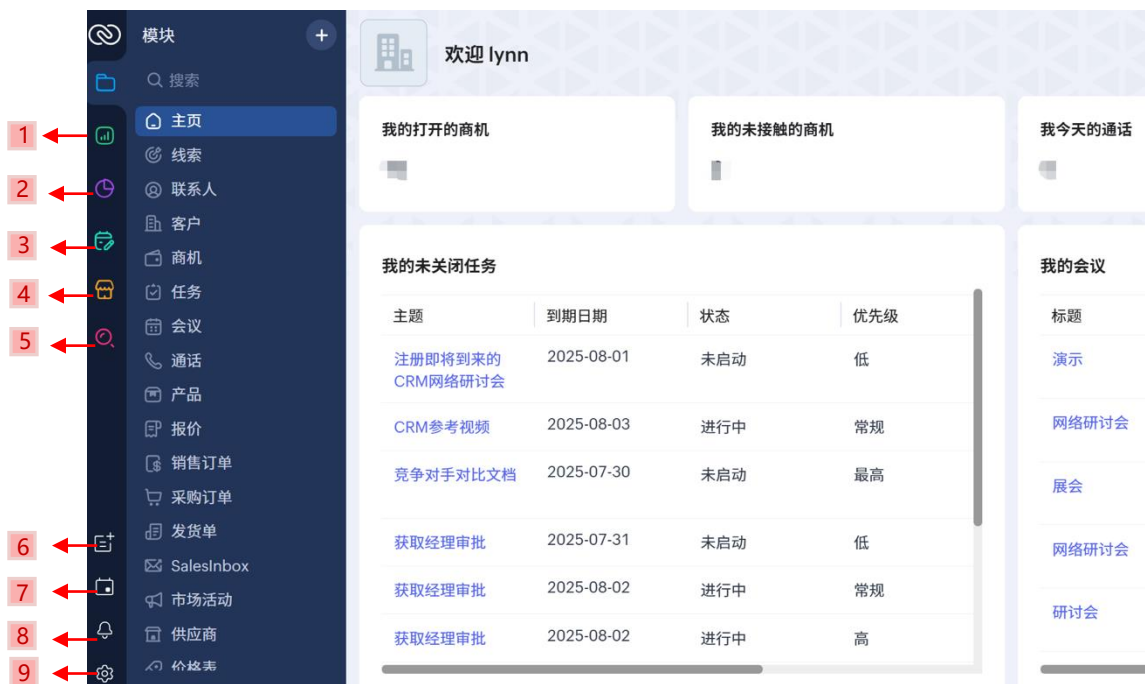 模块
+
搜索
主页
线索
联系人
客户
商机
任务
会议
通话
产品
报价
销售订单
采购订单
发货单
SalesInbox
市场活动
供应商
价格表
1
2
3
4
5
6
7
8
9
欢迎 lynn
我的打开的商机
我的未接触的商机
我今天的通话
我的未关闭任务
主题 到期日期 状态 优先级
注册即将到来的 2025-08-01 未启动 低
CRM网络研讨会
CRM参考视频 2025-08-03 进行中 常规
竞争对手对比文档 2025-07-30 未启动 最高
获取经理审批 2025-07-31 未启动 低
获取经理审批 2025-08-02 进行中 常规
获取经理审批 2025-08-02 进行中 高
我的会议
标题
演示
网络研讨会
展会
网络研讨会
研讨会